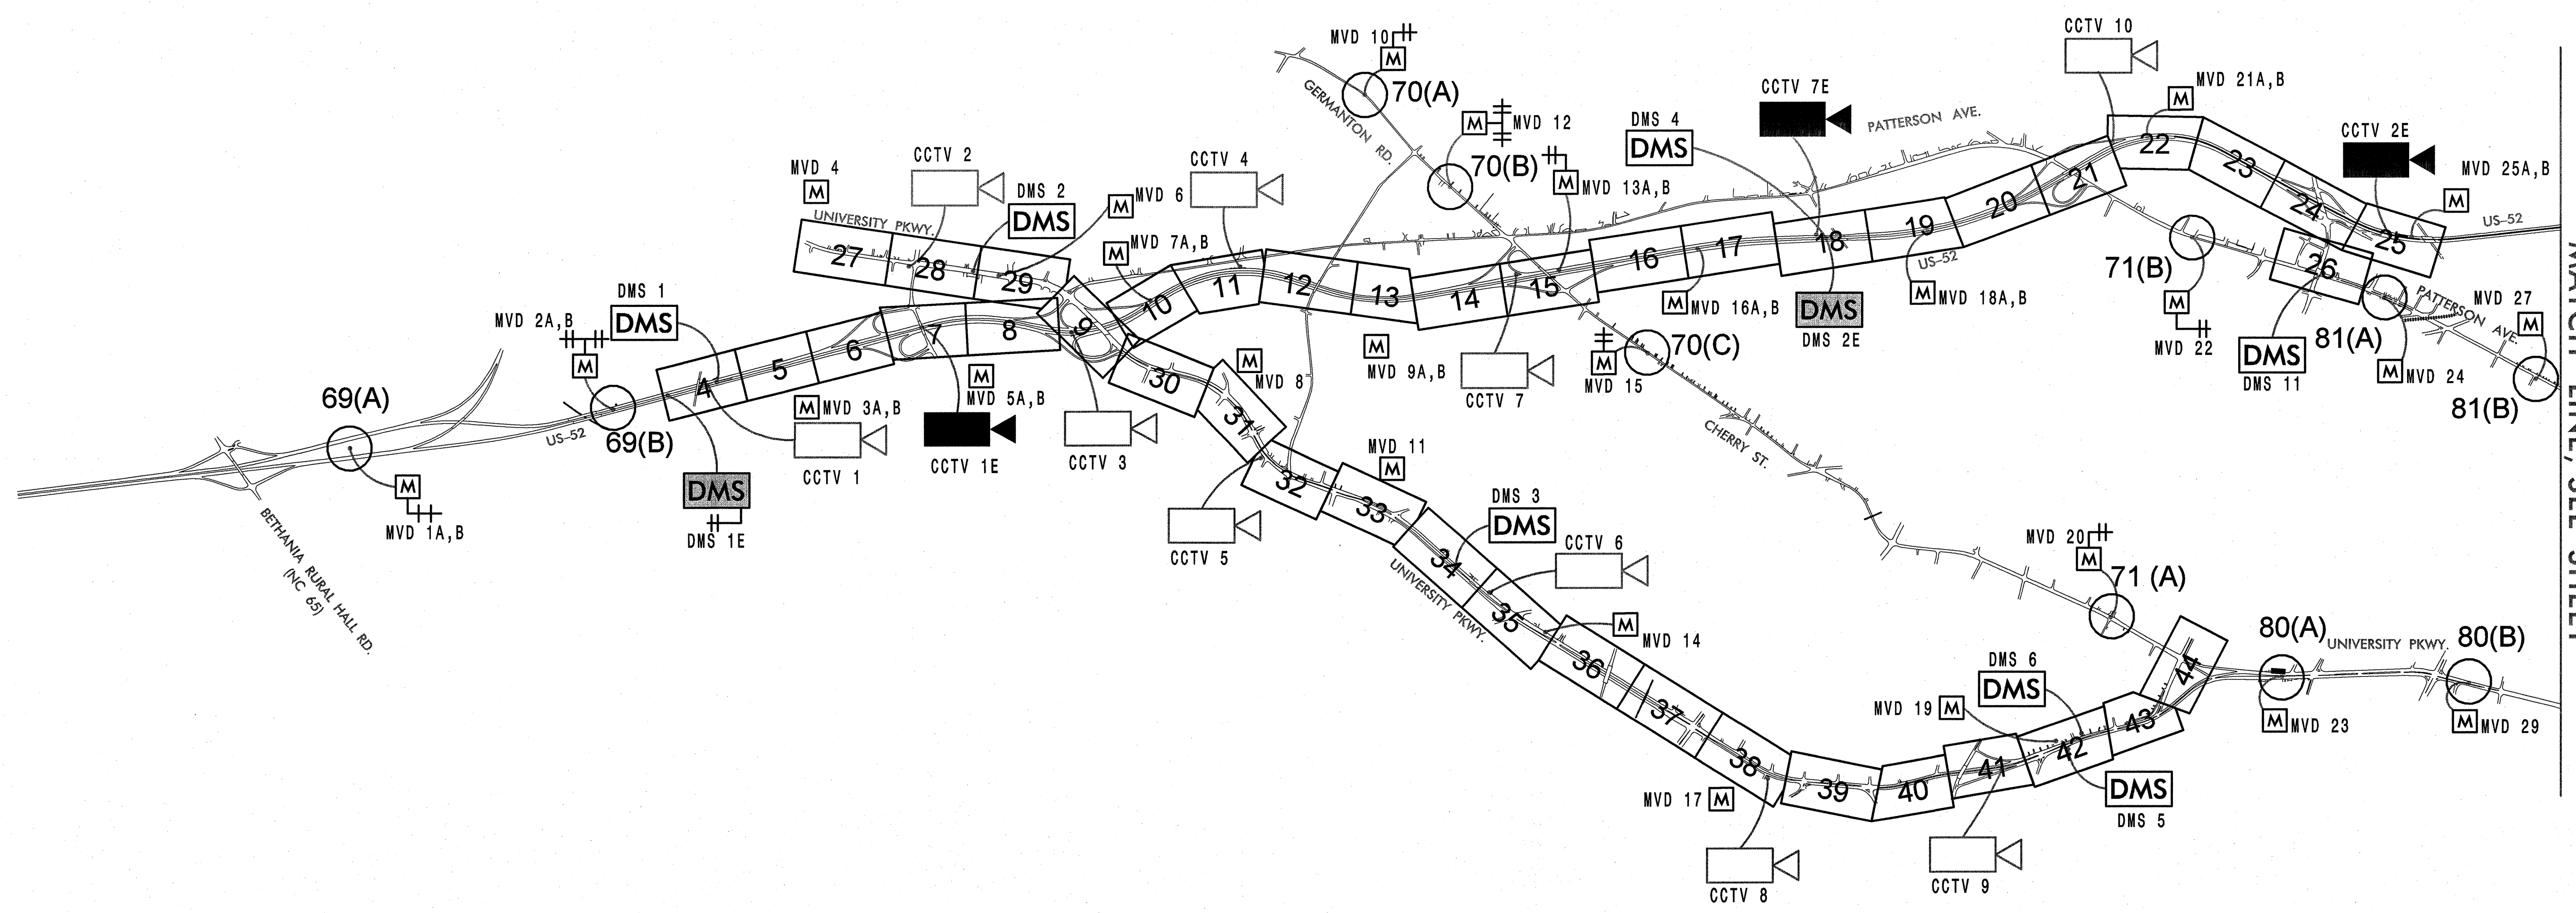 CCTV 10
MVD 10
M
70(A)
MVD 21A,B
M
CCTV 7E
GERMANTON RD.
M
MVD 12
DMS 4
DMS
PATTERSON AVE.
CCTV 2E
70(B)
MVD 4
M
CCTV 2
CCTV 4
DMS 2
DMS
M
MVD 6
M
MVD 13A,B
MVD 25A,B
M
US-52
UNIVERSITY PKWY.
27
28
29
M
MVD 7A,B
22
23
24
25
21
20
19
18
17
16
15
14
13
12
11
10
9
8
7
6
5
4
US-52
71(B)
M
MVD 22
26
DMS
DMS 11
81(A)
M
MVD 24
PATTERSON AVE.
MVD 27
M
81(B)
DMS 1
DMS
MVD 2A,B
M
69(A)
69(B)
US-52
M
MVD 1A,B
BETHANIA RURAL HALL RD.
(NC 65)
DMS
DMS 1E
M
MVD 3A,B
CCTV 1
M
MVD 5A,B
CCTV 1E
CCTV 3
M
MVD 8
M
MVD 9A,B
CCTV 7
M
MVD 15
70(C)
M
MVD 16A,B
DMS
DMS 2E
M
MVD 18A,B
CHERRY ST.
30
31
32
33
34
35
36
37
38
39
40
41
42
43
44
CCTV 5
MVD 11
M
DMS 3
DMS
CCTV 6
UNIVERSITY PKWY.
M
MVD 14
MVD 17
M
CCTV 8
CCTV 9
MVD 19
M
DMS 6
DMS
DMS
DMS 5
MVD 20
M
71 (A)
80(A)
UNIVERSITY PKWY.
80(B)
M
MVD 23
M
MVD 29
MATCH LINE, SEE SHEET